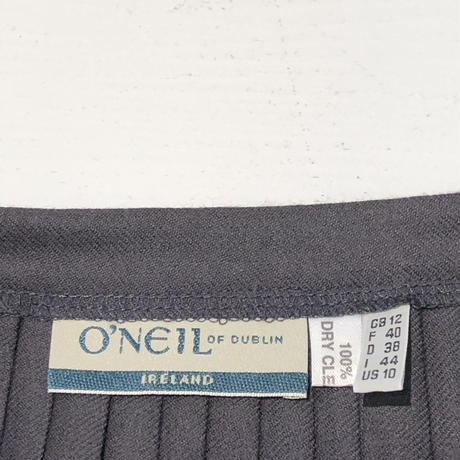 O'NEIL OF DUBLIN
IRELAND
100%
DRY CLE
GB 12
F 40
D 38
I 44
US 10